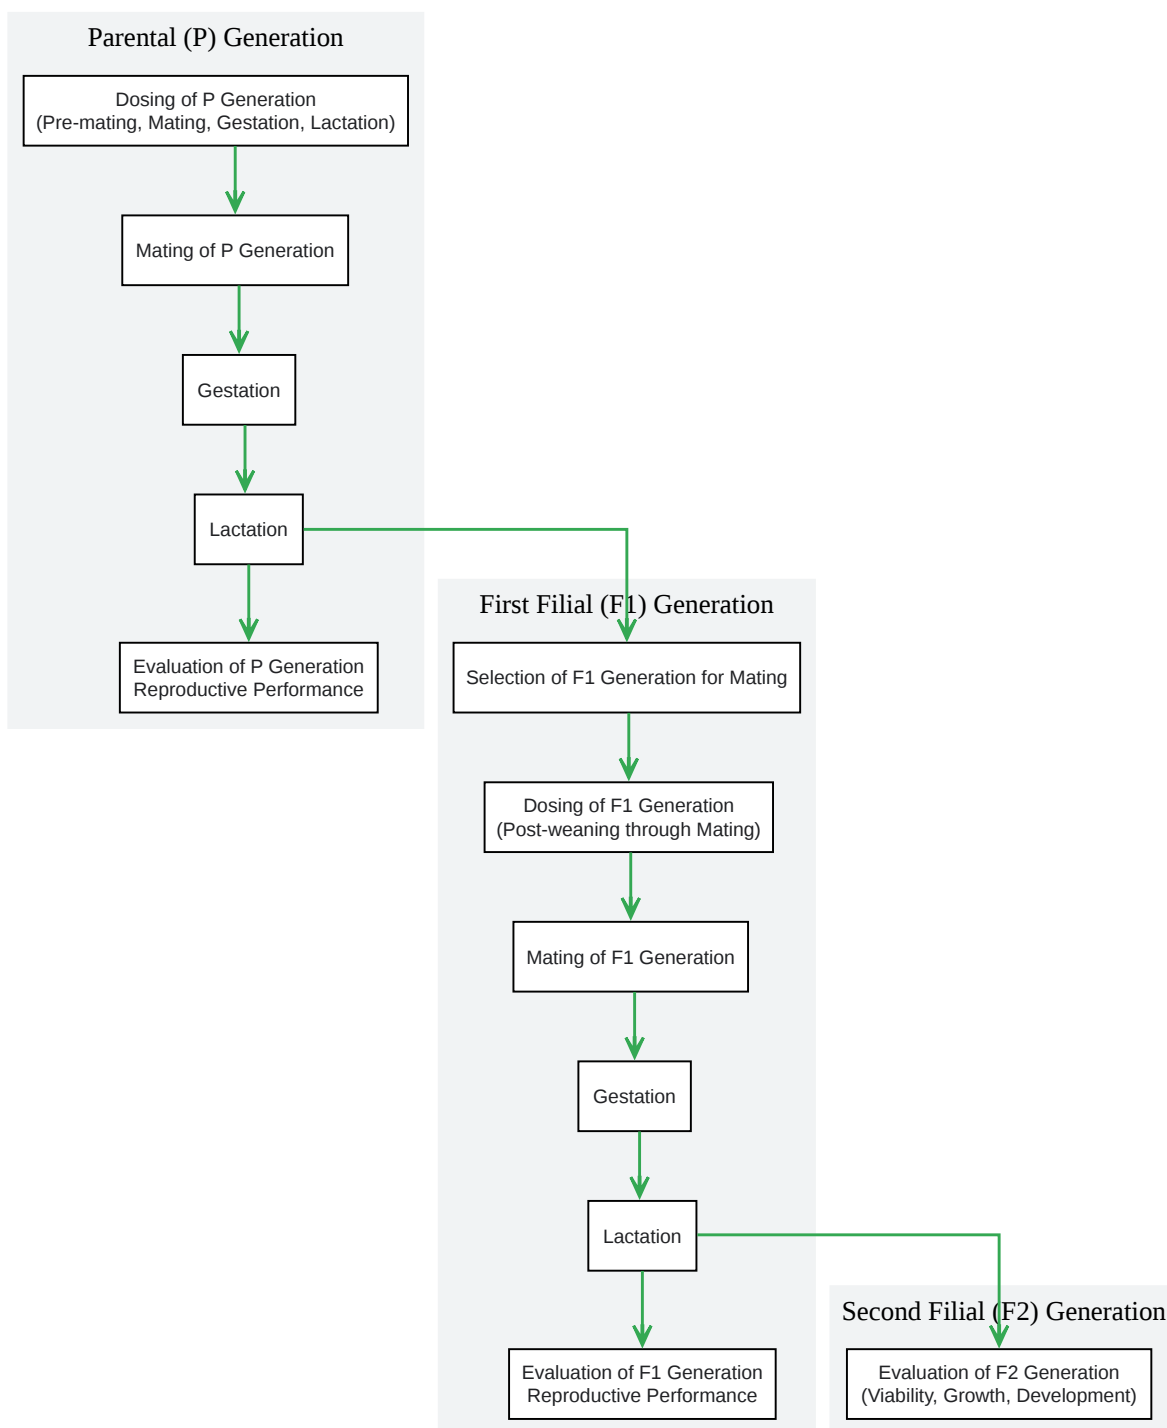 Parental (P) Generation
Dosing of P Generation
(Pre-mating, Mating, Gestation, Lactation)
Mating of P Generation
Gestation
Lactation
Evaluation of P Generation
Reproductive Performance
First Filial (F1) Generation
Selection of F1 Generation for Mating
Dosing of F1 Generation
(Post-weaning through Mating)
Mating of F1 Generation
Gestation
Lactation
Evaluation of F1 Generation
Reproductive Performance
Second Filial (F2) Generation
Evaluation of F2 Generation
(Viability, Growth, Development)